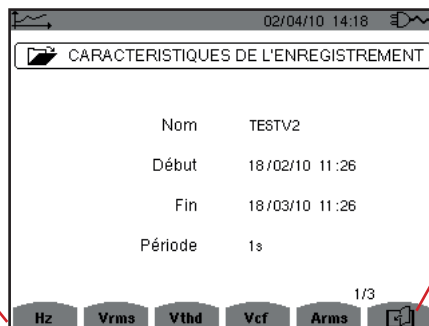 02/04/10 14:18
CARACTERISTIQUES DE L'ENREGISTREMENT
Nom TESTV2
Début 18/02/10 11:26
Fin 18/03/10 11:26
Période 1s
1/3
Hz Vrms Vthd Vcf Arms